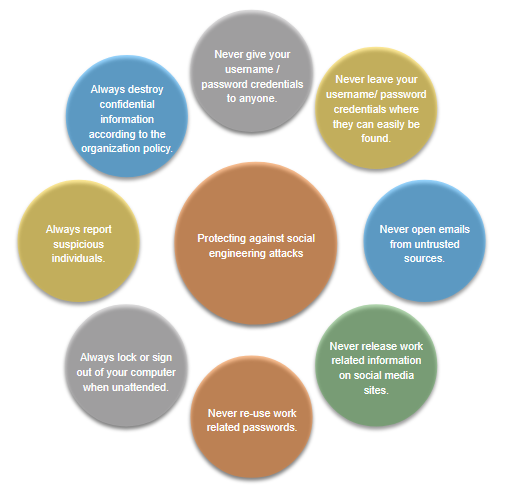 Never give your
username /
password credentials
to anyone.
Never leave your
username/ password
credentials where
they can easily be
found.
Never open emails
from untrusted
sources.
Never release work
related information
on social media
sites.
Never re-use work
related passwords.
Always lock or sign
out of your computer
when unattended.
Always report
suspicious
individuals.
Always destroy
confidential
information
according to the
organization policy.
Protecting against social
engineering attacks